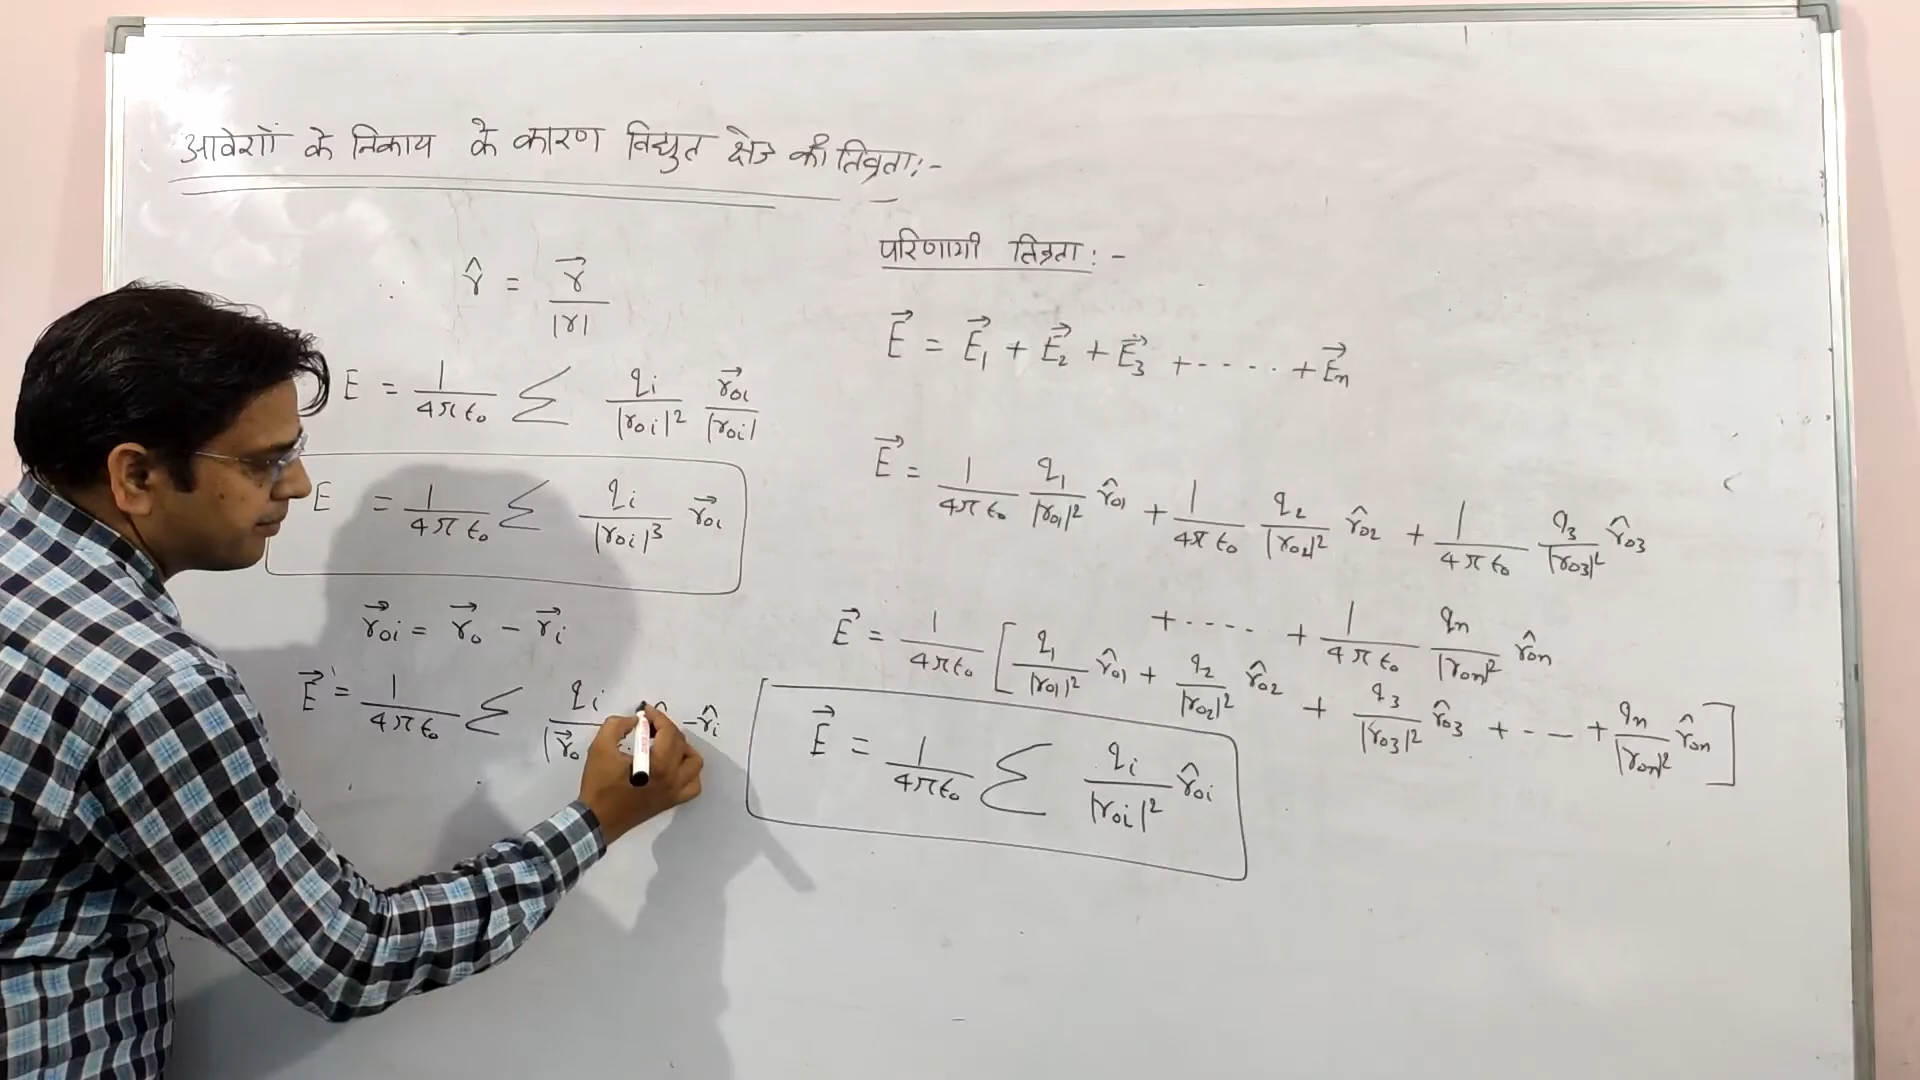 आवेशों के निकाय के कारण विद्युत क्षेत्र की तिव्रता:-
r̂ = r⃗ / |r|
E = 1/4πε₀ Σ qᵢ/|r₀ᵢ|² r⃗₀ᵢ/|r₀ᵢ|
E = 1/4πε₀ Σ qᵢ/|r₀ᵢ|³ r⃗₀ᵢ
r⃗₀ᵢ = r⃗₀ - r⃗ᵢ
E⃗ = 1/4πε₀ Σ qᵢ/|r⃗₀ - r̂ᵢ
परिणामी तिव्रता:-
E⃗ = E⃗₁ + E⃗₂ + E⃗₃ + - - - - + E⃗n
E⃗ = 1/4πε₀ q₁/|r₀₁|² r̂₀₁ + 1/4πε₀ q₂/|r₀₂|² r̂₀₂ + 1/4πε₀ q₃/|r₀₃|² r̂₀₃
+ - - - - + 1/4πε₀ qn/|r₀n|² r̂₀n
E⃗ = 1/4πε₀ [ q₁/|r₀₁|² r̂₀₁ + q₂/|r₀₂|² r̂₀₂ + q₃/|r₀₃|² r̂₀₃ + - - - + qn/|r₀n|² r̂₀n ]
E⃗ = 1/4πε₀ Σ qᵢ/|r₀ᵢ|² r̂₀ᵢ